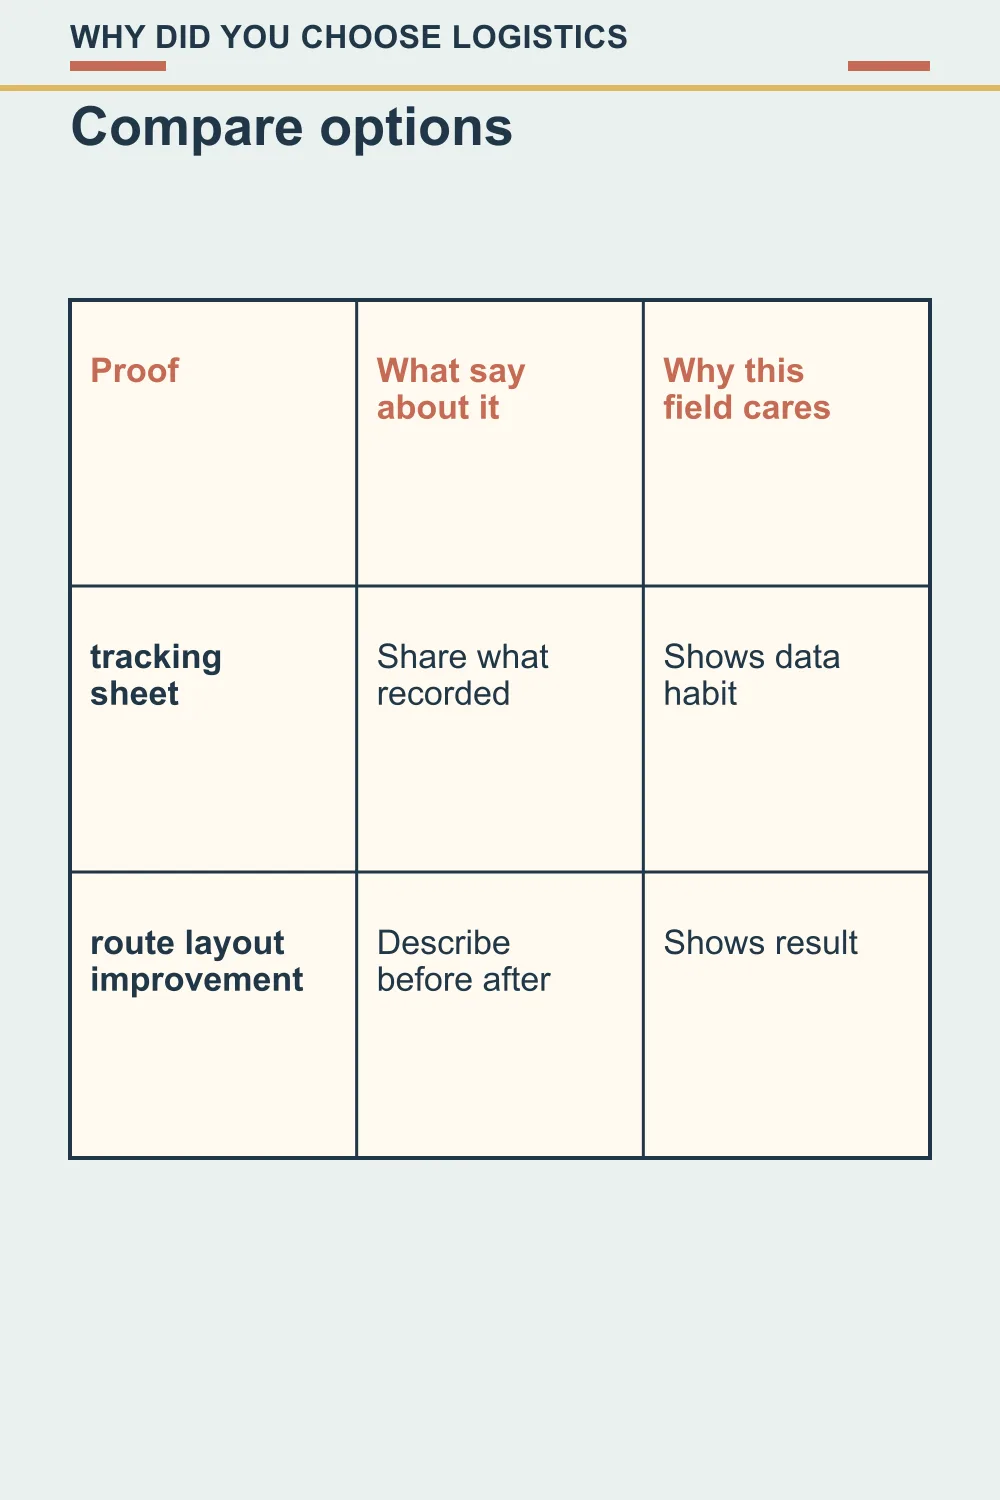 WHY DID YOU CHOOSE LOGISTICS
Compare options
Proof
What say
about it
Why this
field cares
tracking
sheet
Share what
recorded
Shows data
habit
route layout
improvement
Describe
before after
Shows result